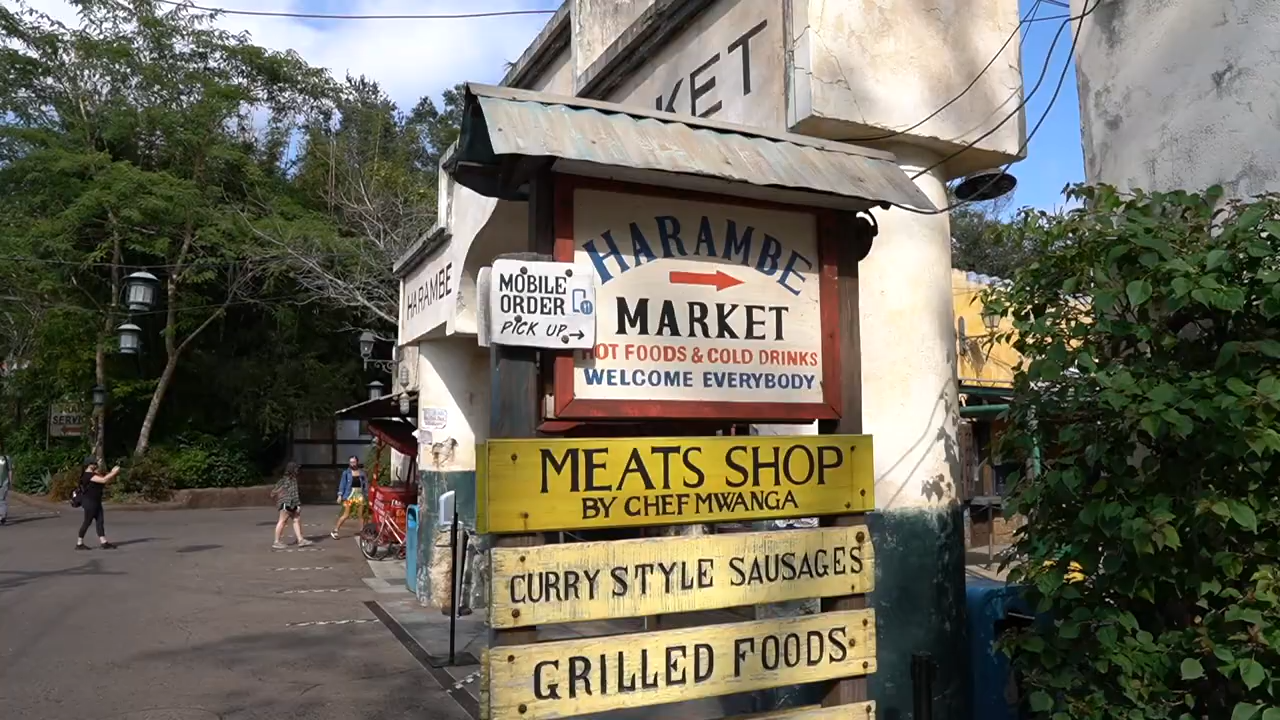 KET
HARAMBE
HARAMBE
MARKET
HOT FOODS & COLD DRINKS
WELCOME EVERYBODY
MOBILE
ORDER
PICK UP
MEATS SHOP
BY CHEF MWANGA
CURRY STYLE SAUSAGES
GRILLED FOODS